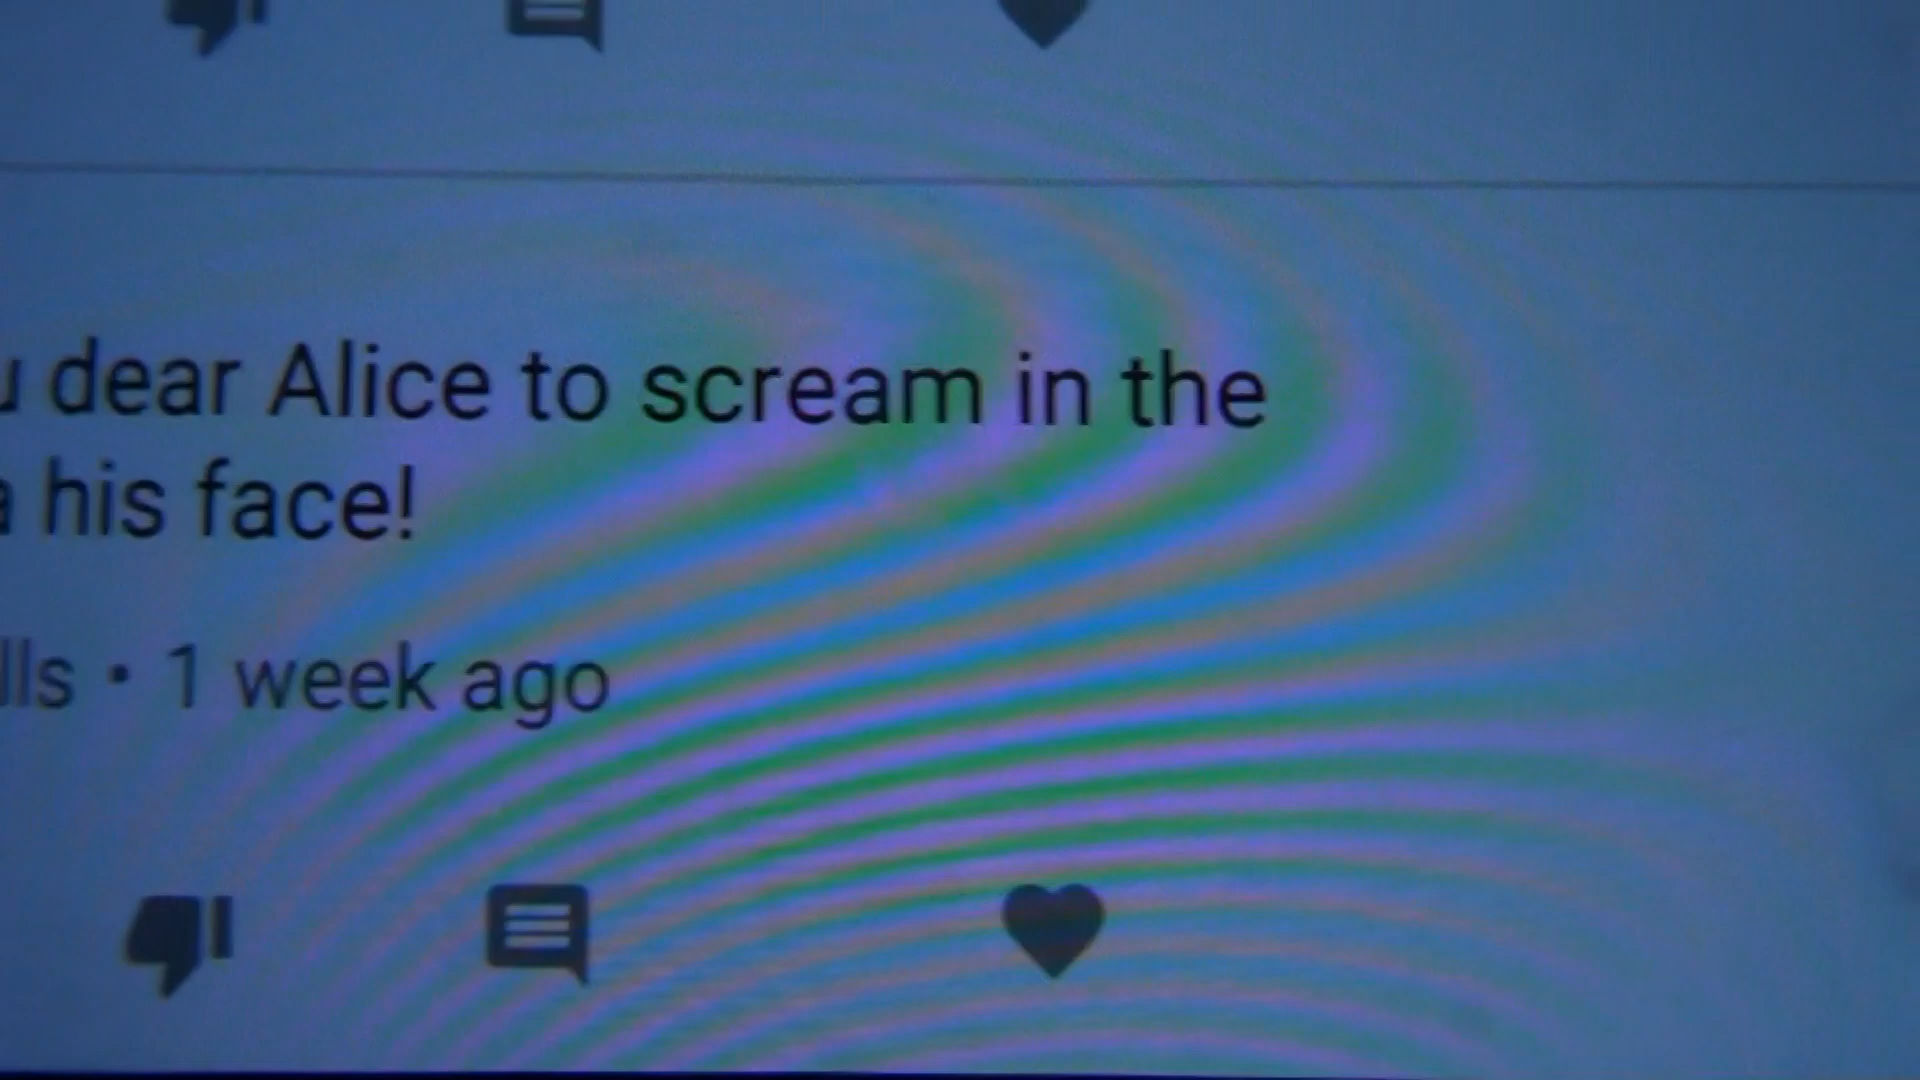 dear Alice to scream in the
his face!
• 1 week ago